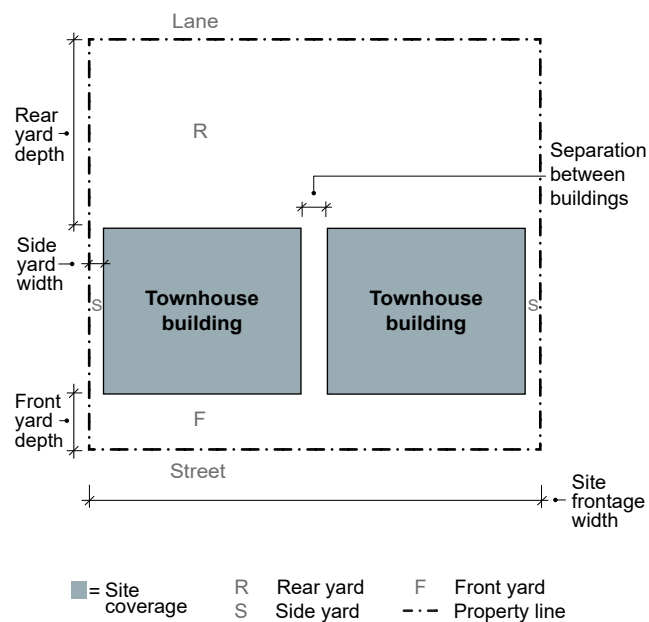 Lane
Rear
yard
depth
R
Separation
between
buildings
Side
yard
width
S
Townhouse
building
Townhouse
building
S
Front
yard
depth
F
Street
Site
frontage
width
= Site
coverage
R Rear yard
S Side yard
F Front yard
Property line